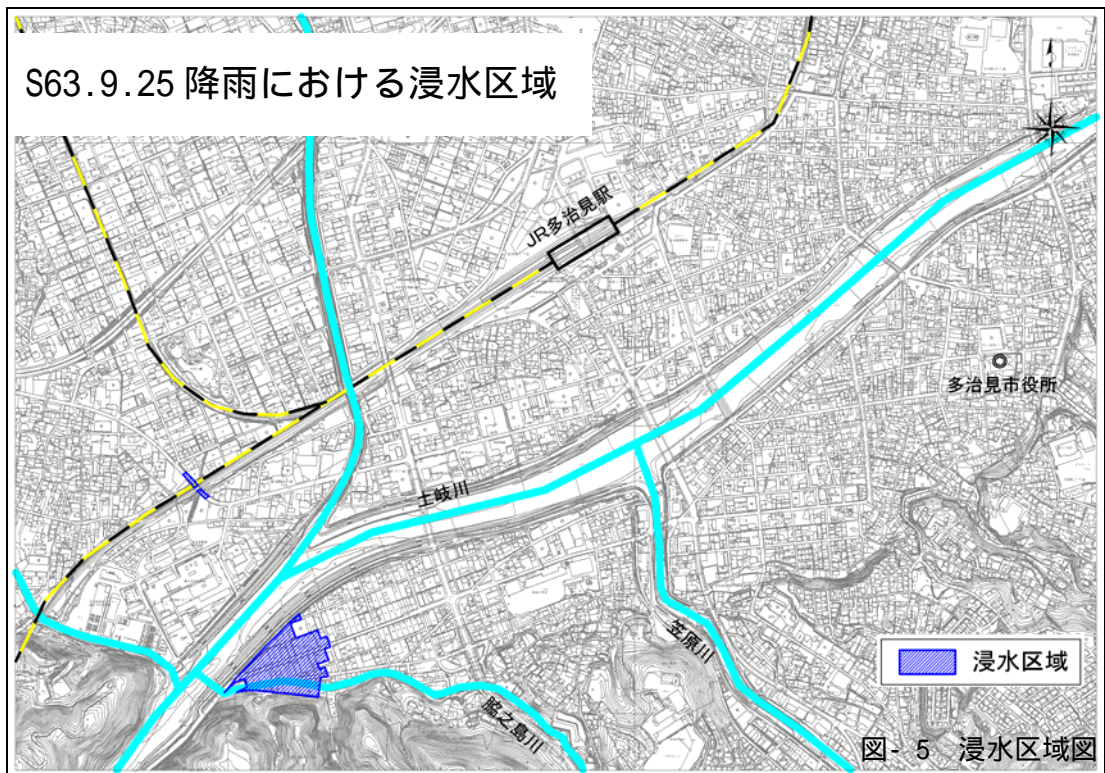 S63.9.25 降雨における浸水区域
JR多治見駅
多治見市役所
土岐川
笠原川
脇之島川
浸水区域
図- 5 浸水区域図